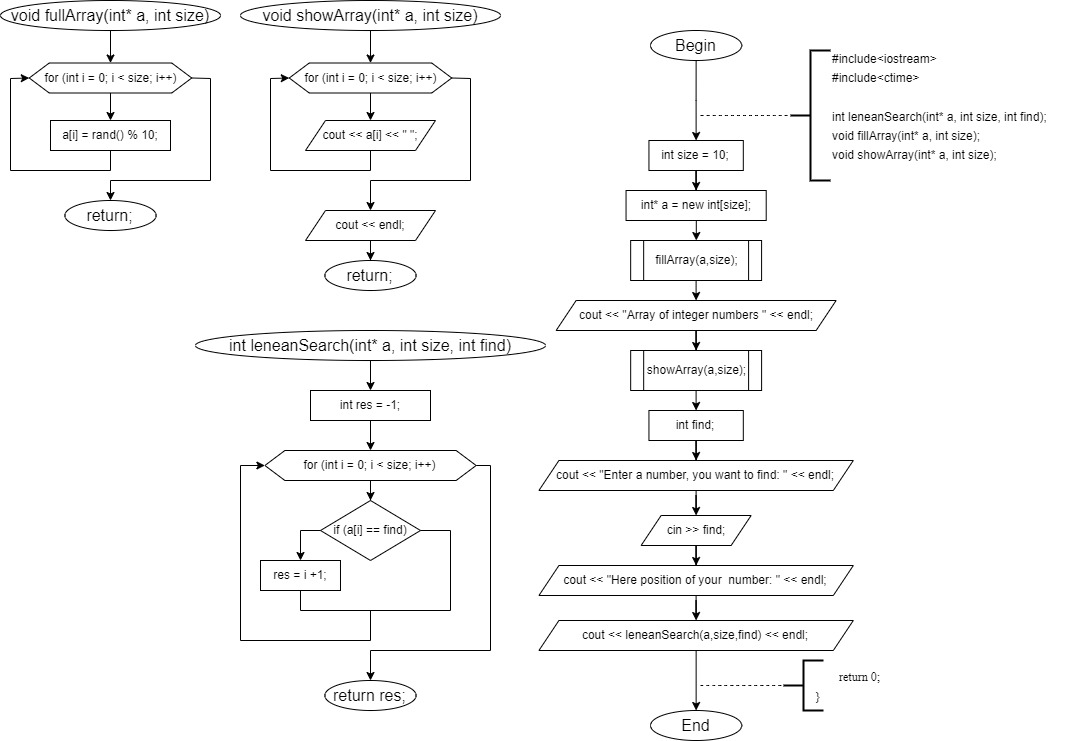 void fullArray(int* a, int size)
for (int i = 0; i < size; i++)
a[i] = rand() % 10;
return;
void showArray(int* a, int size)
for (int i = 0; i < size; i++)
cout << a[i] << " ";
cout << endl;
return;
int leneanSearch(int* a, int size, int find)
int res = -1;
for (int i = 0; i < size; i++)
if (a[i] == find)
res = i +1;
return res;
Begin
#include<iostream>
#include<ctime>
int leneanSearch(int* a, int size, int find);
void fillArray(int* a, int size);
void showArray(int* a, int size);
int size = 10;
int* a = new int[size];
fillArray(a,size);
cout << "Array of integer numbers " << endl;
showArray(a,size);
int find;
cout << "Enter a number, you want to find: " << endl;
cin >> find;
cout << "Here position of your  number: " << endl;
cout << leneanSearch(a,size,find) << endl;
return 0;
}
End